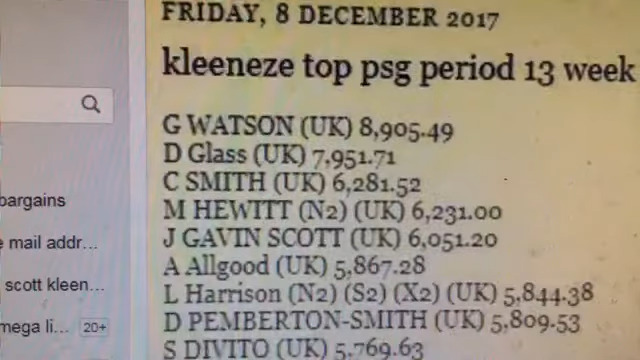 FRIDAY, 8 DECEMBER 2017
kleeneze top psg period 13 week
G WATSON (UK) 8,905.49
D Glass (UK) 7,951.71
C SMITH (UK) 6,281.52
M HEWITT (N2) (UK) 6,231.00
J GAVIN SCOTT (UK) 6,051.20
A Allgood (UK) 5,867.28
L Harrison (N2) (S2) (X2) (UK) 5,844.38
D PEMBERTON-SMITH (UK) 5,809.53
S DIVITO (UK) 5,769.63
bargains
mail addr...
scott kleen...
mega li... 20+